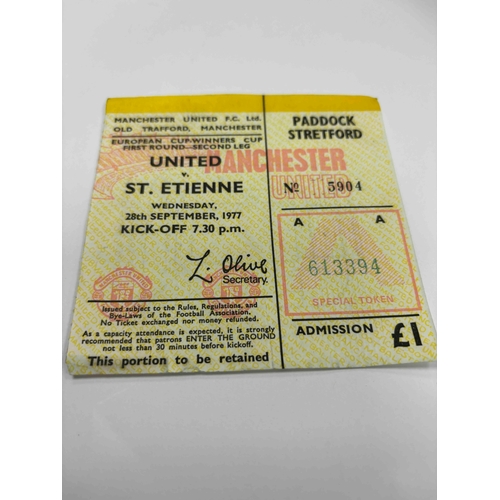 MANCHESTER UNITED F.C. Ltd.
OLD TRAFFORD, MANCHESTER
EUROPEAN CUP-WINNERS CUP
FIRST ROUND—SECOND LEG
UNITED
v.
ST. ETIENNE
WEDNESDAY,
28th SEPTEMBER, 1977
KICK-OFF 7.30 p.m.
L. Olive
Secretary.
Issued subject to the Rules, Regulations, and
Bye-Laws of the Football Association.
No Ticket exchanged nor money refunded.
As a capacity attendance is expected, it is strongly
recommended that patrons ENTER THE GROUND
not less than 30 minutes before kickoff.
This portion to be retained
PADDOCK
STRETFORD
MANCHESTER
UNITED
No 5904
A A
613394
SPECIAL TOKEN
ADMISSION £1